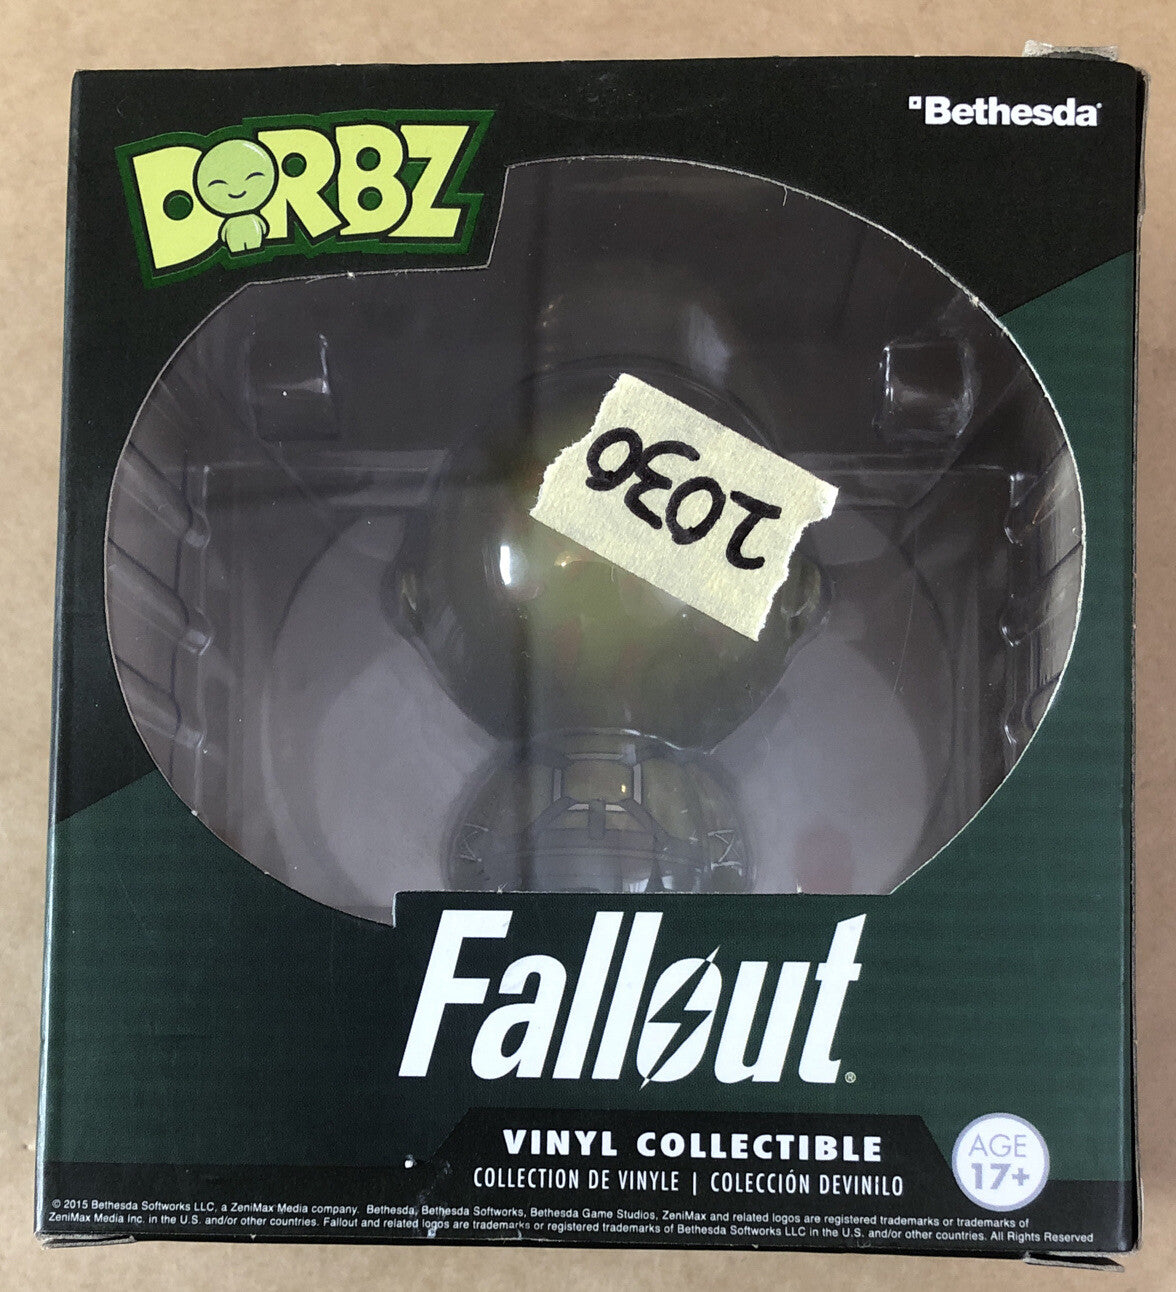 DORBZ
Bethesda®
2030
Fallout®
VINYL COLLECTIBLE
COLLECTION DE VINYLE | COLECCIÓN DEVINILO
AGE
17+
© 2015 Bethesda Softworks LLC, a ZeniMax Media company. Bethesda, Bethesda Softworks, Bethesda Game Studios, ZeniMax and related logos are registered trademarks or trademarks of
ZeniMax Media Inc. in the U.S. and/or other countries. Fallout and related logos are trademarks or registered trademarks of Bethesda Softworks LLC in the U.S. and/or other countries. All Rights Reserved